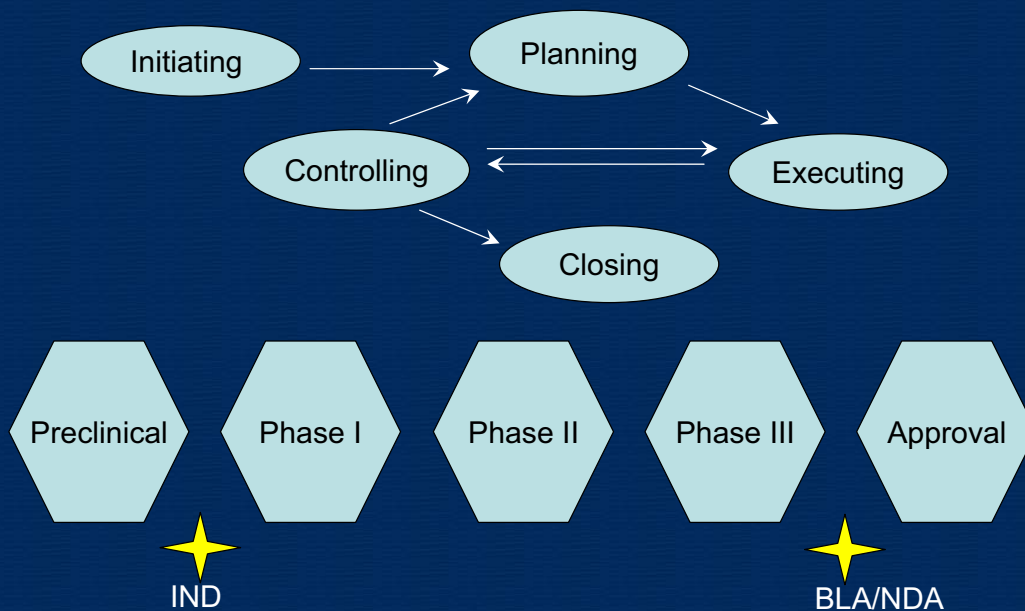 Initiating
Planning
Controlling
Executing
Closing
Preclinical
Phase I
Phase II
Phase III
Approval
IND
BLA/NDA